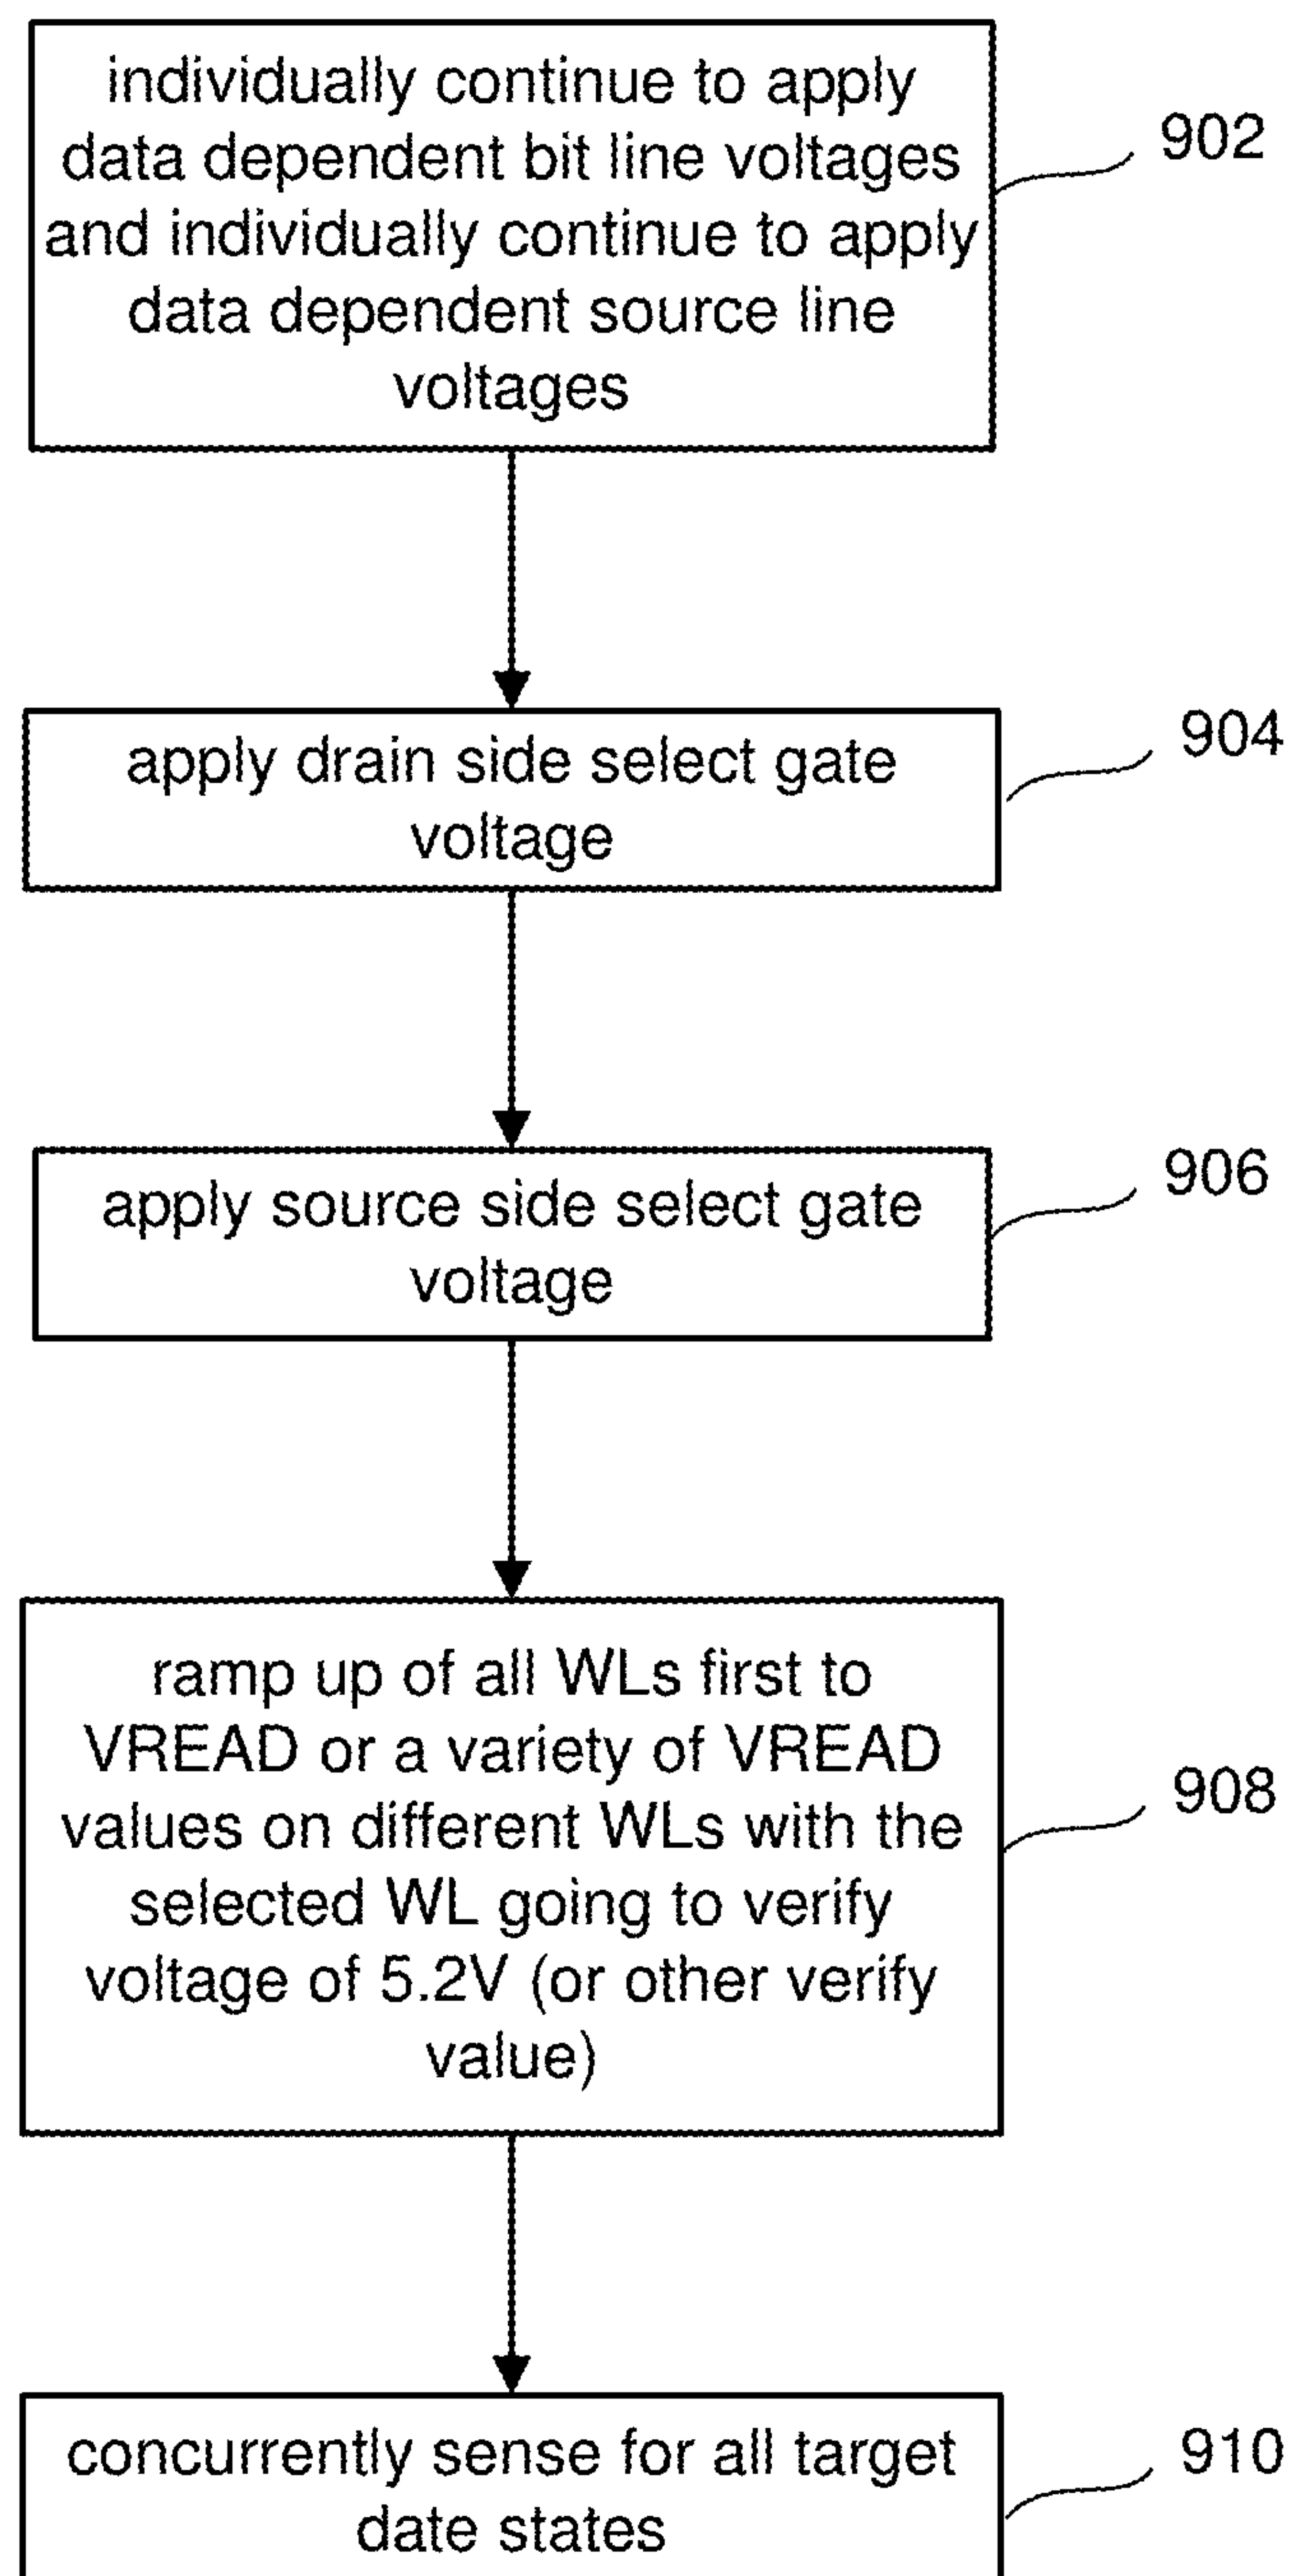 individually continue to apply
data dependent bit line voltages
and individually continue to apply
data dependent source line
voltages
902
apply drain side select gate
voltage
904
apply source side select gate
voltage
906
ramp up of all WLs first to
VREAD or a variety of VREAD
values on different WLs with the
selected WL going to verify
voltage of 5.2V (or other verify
value)
908
concurrently sense for all target
date states
910